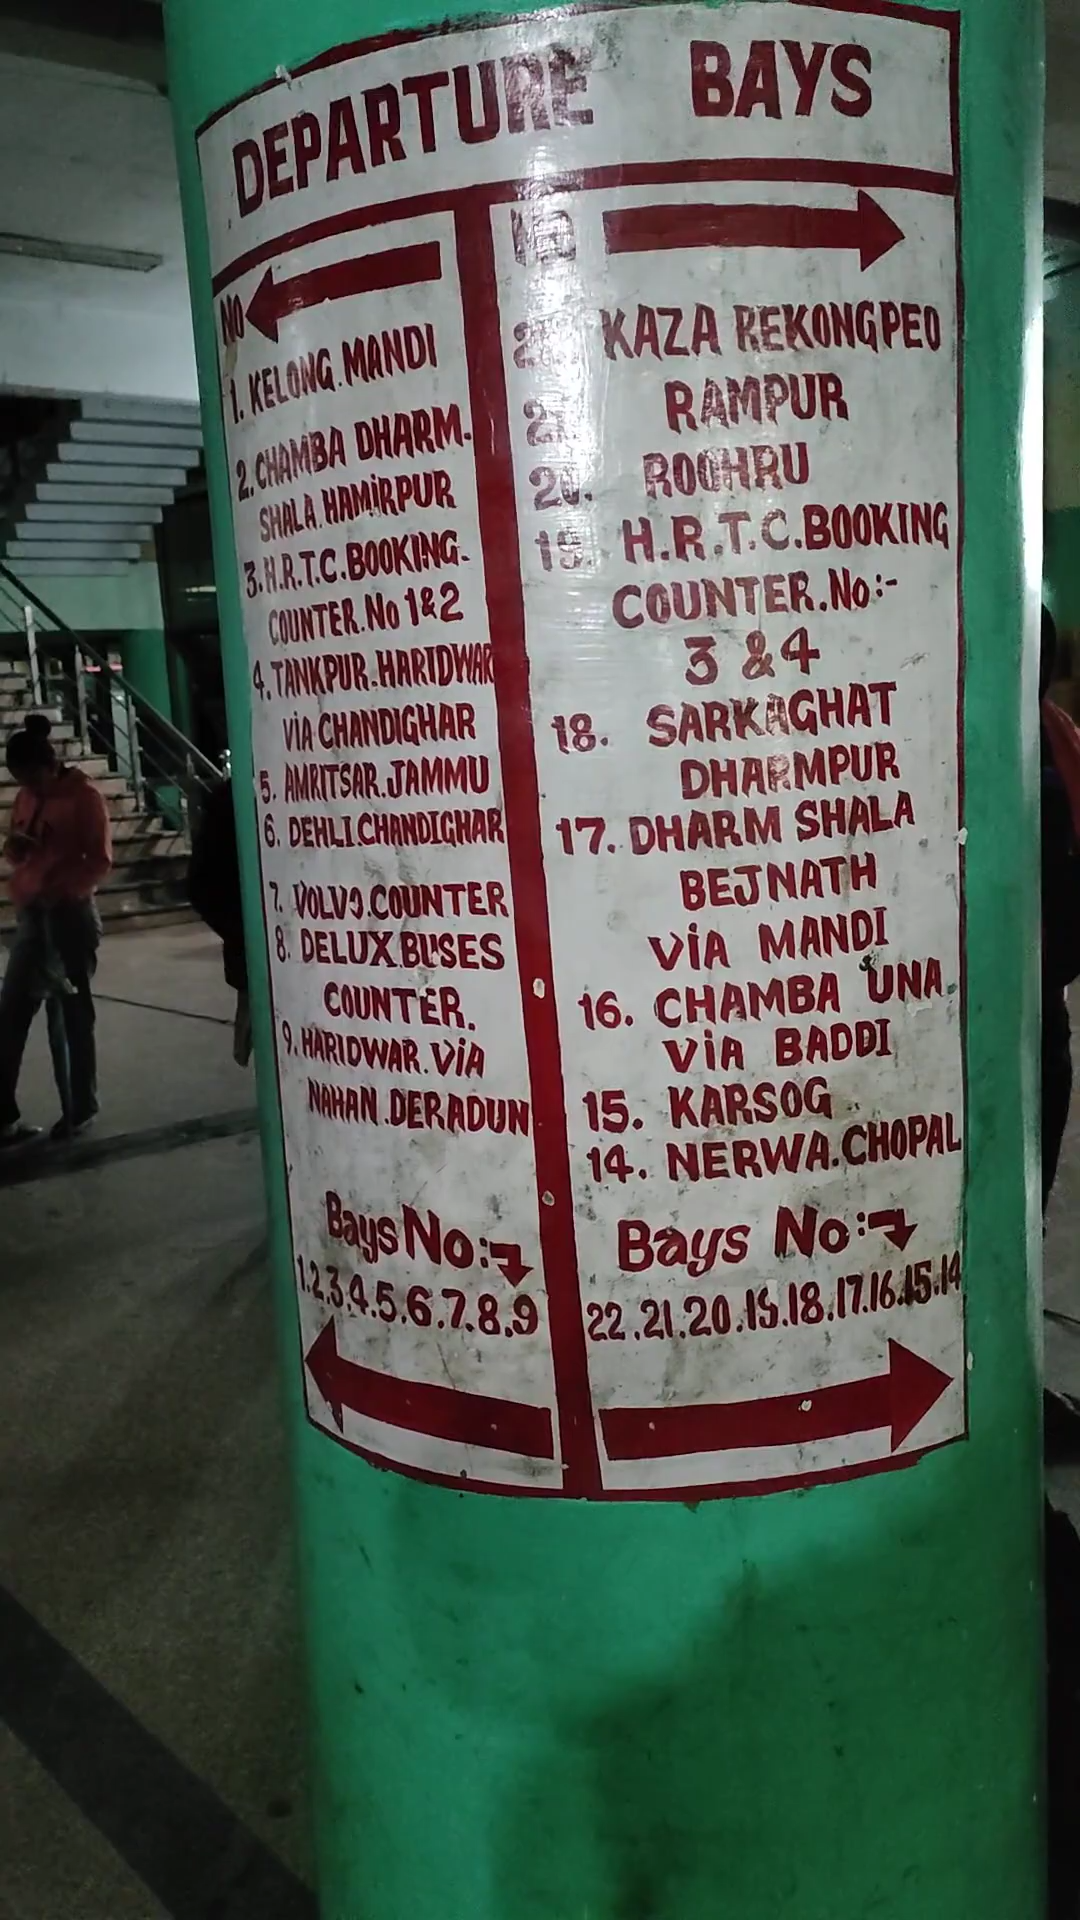 DEPARTURE BAYS
NO
1. KELONG.MANDI
2. CHAMBA DHARM-
SHALA.HAMiRPUR
3. H.R.T.C.BOOKING-
COUNTER.No 1&2
4. TANKPUR.HARIDWAR
ViA CHANDIGHAR
5. AMRITSAR.JAMMU
6. DEHLI.CHANDIGHAR
7. VOLVO.COUNTER
8. DELUX.BUSES
COUNTER.
9. HARIDWAR.ViA
NAHAN.DERADUN
Bays No:
1.2.3.4.5.6.7.8.9
NO
22. KAZA REKONGPEO
21. RAMPUR
20. ROOHRU
19. H.R.T.C.BOOKING
COUNTER.No:-
3 & 4
18. SARKAGHAT
DHARMPUR
17. DHARM SHALA
BEJNATH
ViA MANDI
16. CHAMBA UNA
ViA BADDI
15. KARSOG
14. NERWA.CHOPAL
Bays No:
22.21.20.19.18.17.16.15.14